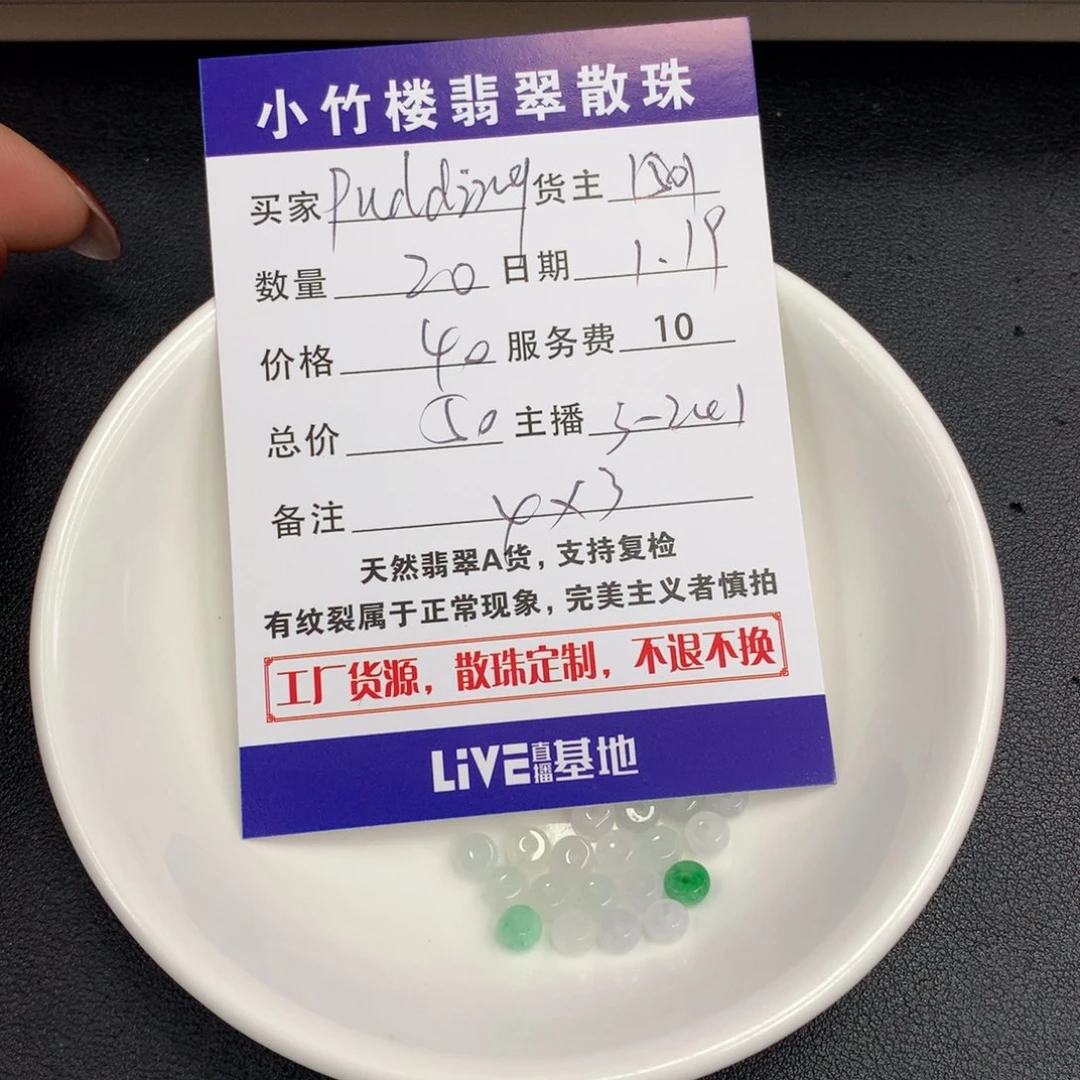 小竹楼翡翠散珠
买家 Pudding 货主
数量 20 日期 1.19
价格 40 服务费 10
总价 50 主播
备注 4×3
天然翡翠A货，支持复检
有纹裂属于正常现象，完美主义者慎拍
工厂货源，散珠定制，不退不换
LiVE直播基地